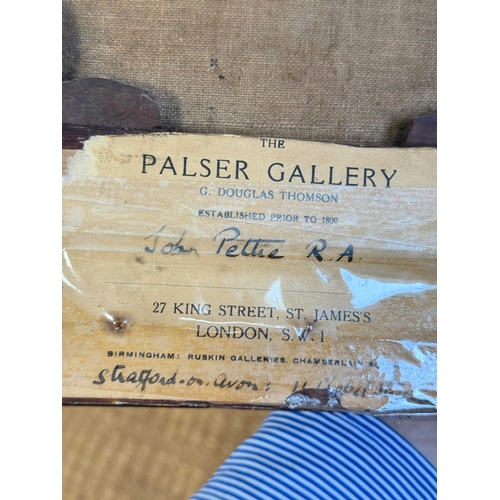 THE
PALSER GALLERY
G. DOUGLAS THOMSON
ESTABLISHED PRIOR TO 1800
John Pettie R.A.
27 KING STREET, ST. JAMES'S
LONDON, S.W.1
BIRMINGHAM: RUSKIN GALLERIES, CHAMBERLAIN
Stratford-on-Avon: